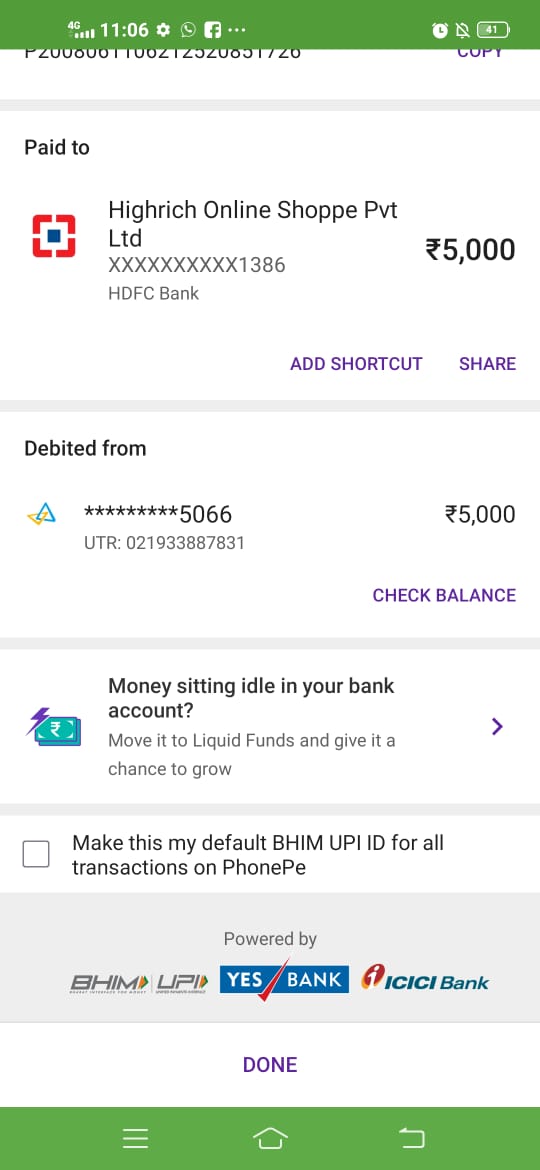 4G 11:06 ... 41
P2008061106212520851726 COPY
Paid to
Highrich Online Shoppe Pvt
Ltd
₹5,000
XXXXXXXXXX1386
HDFC Bank
ADD SHORTCUT SHARE
Debited from
*********5066 ₹5,000
UTR: 021933887831
CHECK BALANCE
Money sitting idle in your bank
account?
Move it to Liquid Funds and give it a
chance to grow
Make this my default BHIM UPI ID for all
transactions on PhonePe
Powered by
BHIM UPI YES BANK ICICI Bank
DONE